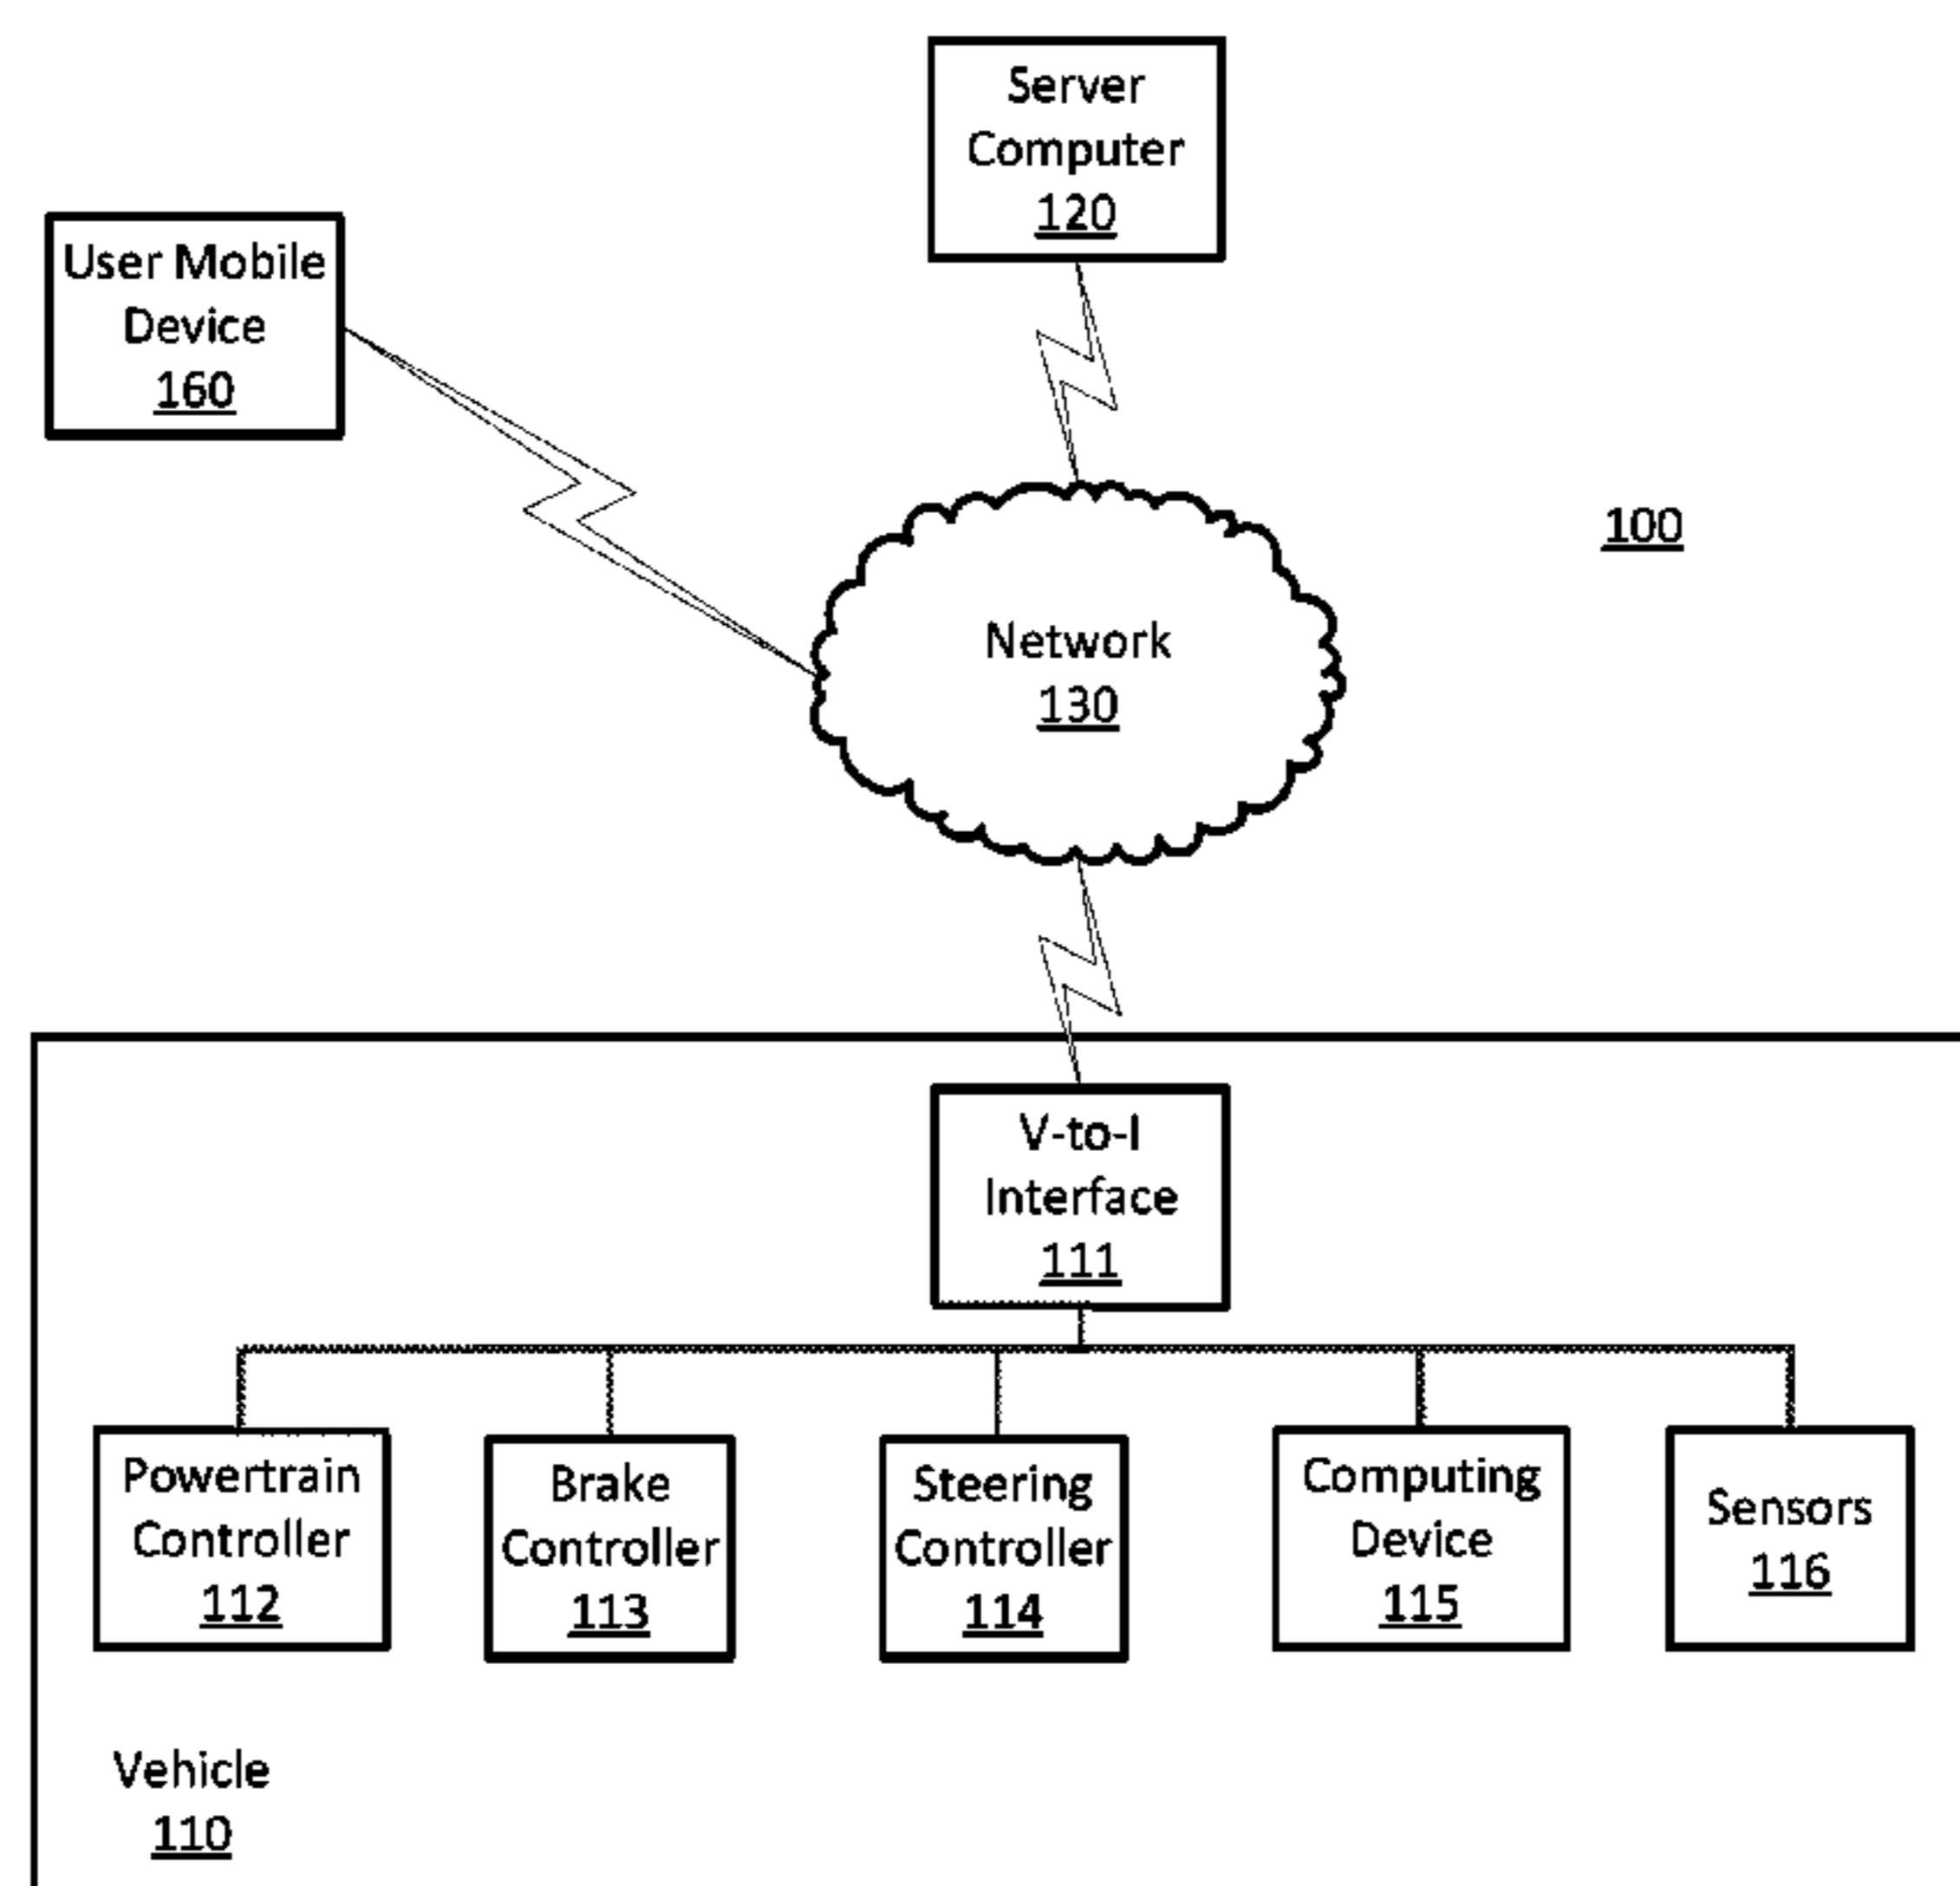 Server
Computer
120
User Mobile
Device
160
100
Network
130
V-to-I
Interface
111
Powertrain
Controller
112
Brake
Controller
113
Steering
Controller
114
Computing
Device
115
Sensors
116
Vehicle
110